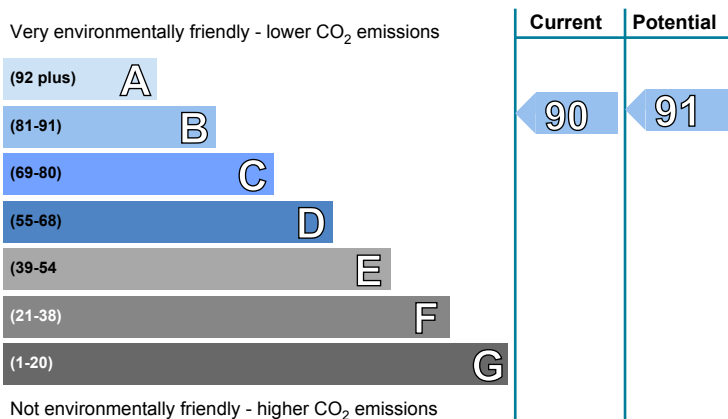 Very environmentally friendly - lower CO₂ emissions
Current
Potential
(92 plus) A
(81-91) B
90
91
(69-80) C
(55-68) D
(39-54 E
(21-38) F
(1-20) G
Not environmentally friendly - higher CO₂ emissions